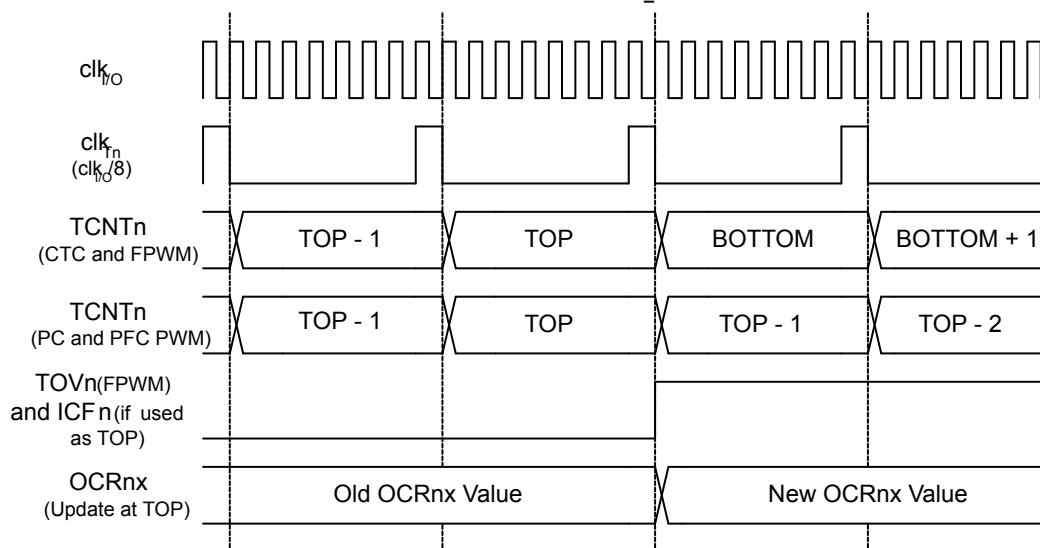 clkI/O
clkTn
(clkI/O/8)
TCNTn
(CTC and FPWM)
TOP - 1
TOP
BOTTOM
BOTTOM + 1
TCNTn
(PC and PFC PWM)
TOP - 1
TOP
TOP - 1
TOP - 2
TOVn(FPWM)
and ICFn(if used
as TOP)
OCRnx
(Update at TOP)
Old OCRnx Value
New OCRnx Value